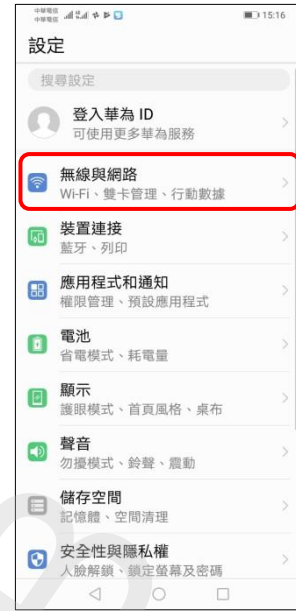 中華電信
中華電信
15:16
設定
搜尋設定
登入華為 ID
可使用更多華為服務
無線與網路
Wi-Fi、雙卡管理、行動數據
裝置連接
藍牙、列印
應用程式和通知
權限管理、預設應用程式
電池
省電模式、耗電量
顯示
護眼模式、首頁風格、桌布
聲音
勿擾模式、鈴聲、震動
儲存空間
記憶體、空間清理
安全性與隱私權
人臉解鎖、鎖定螢幕及密碼